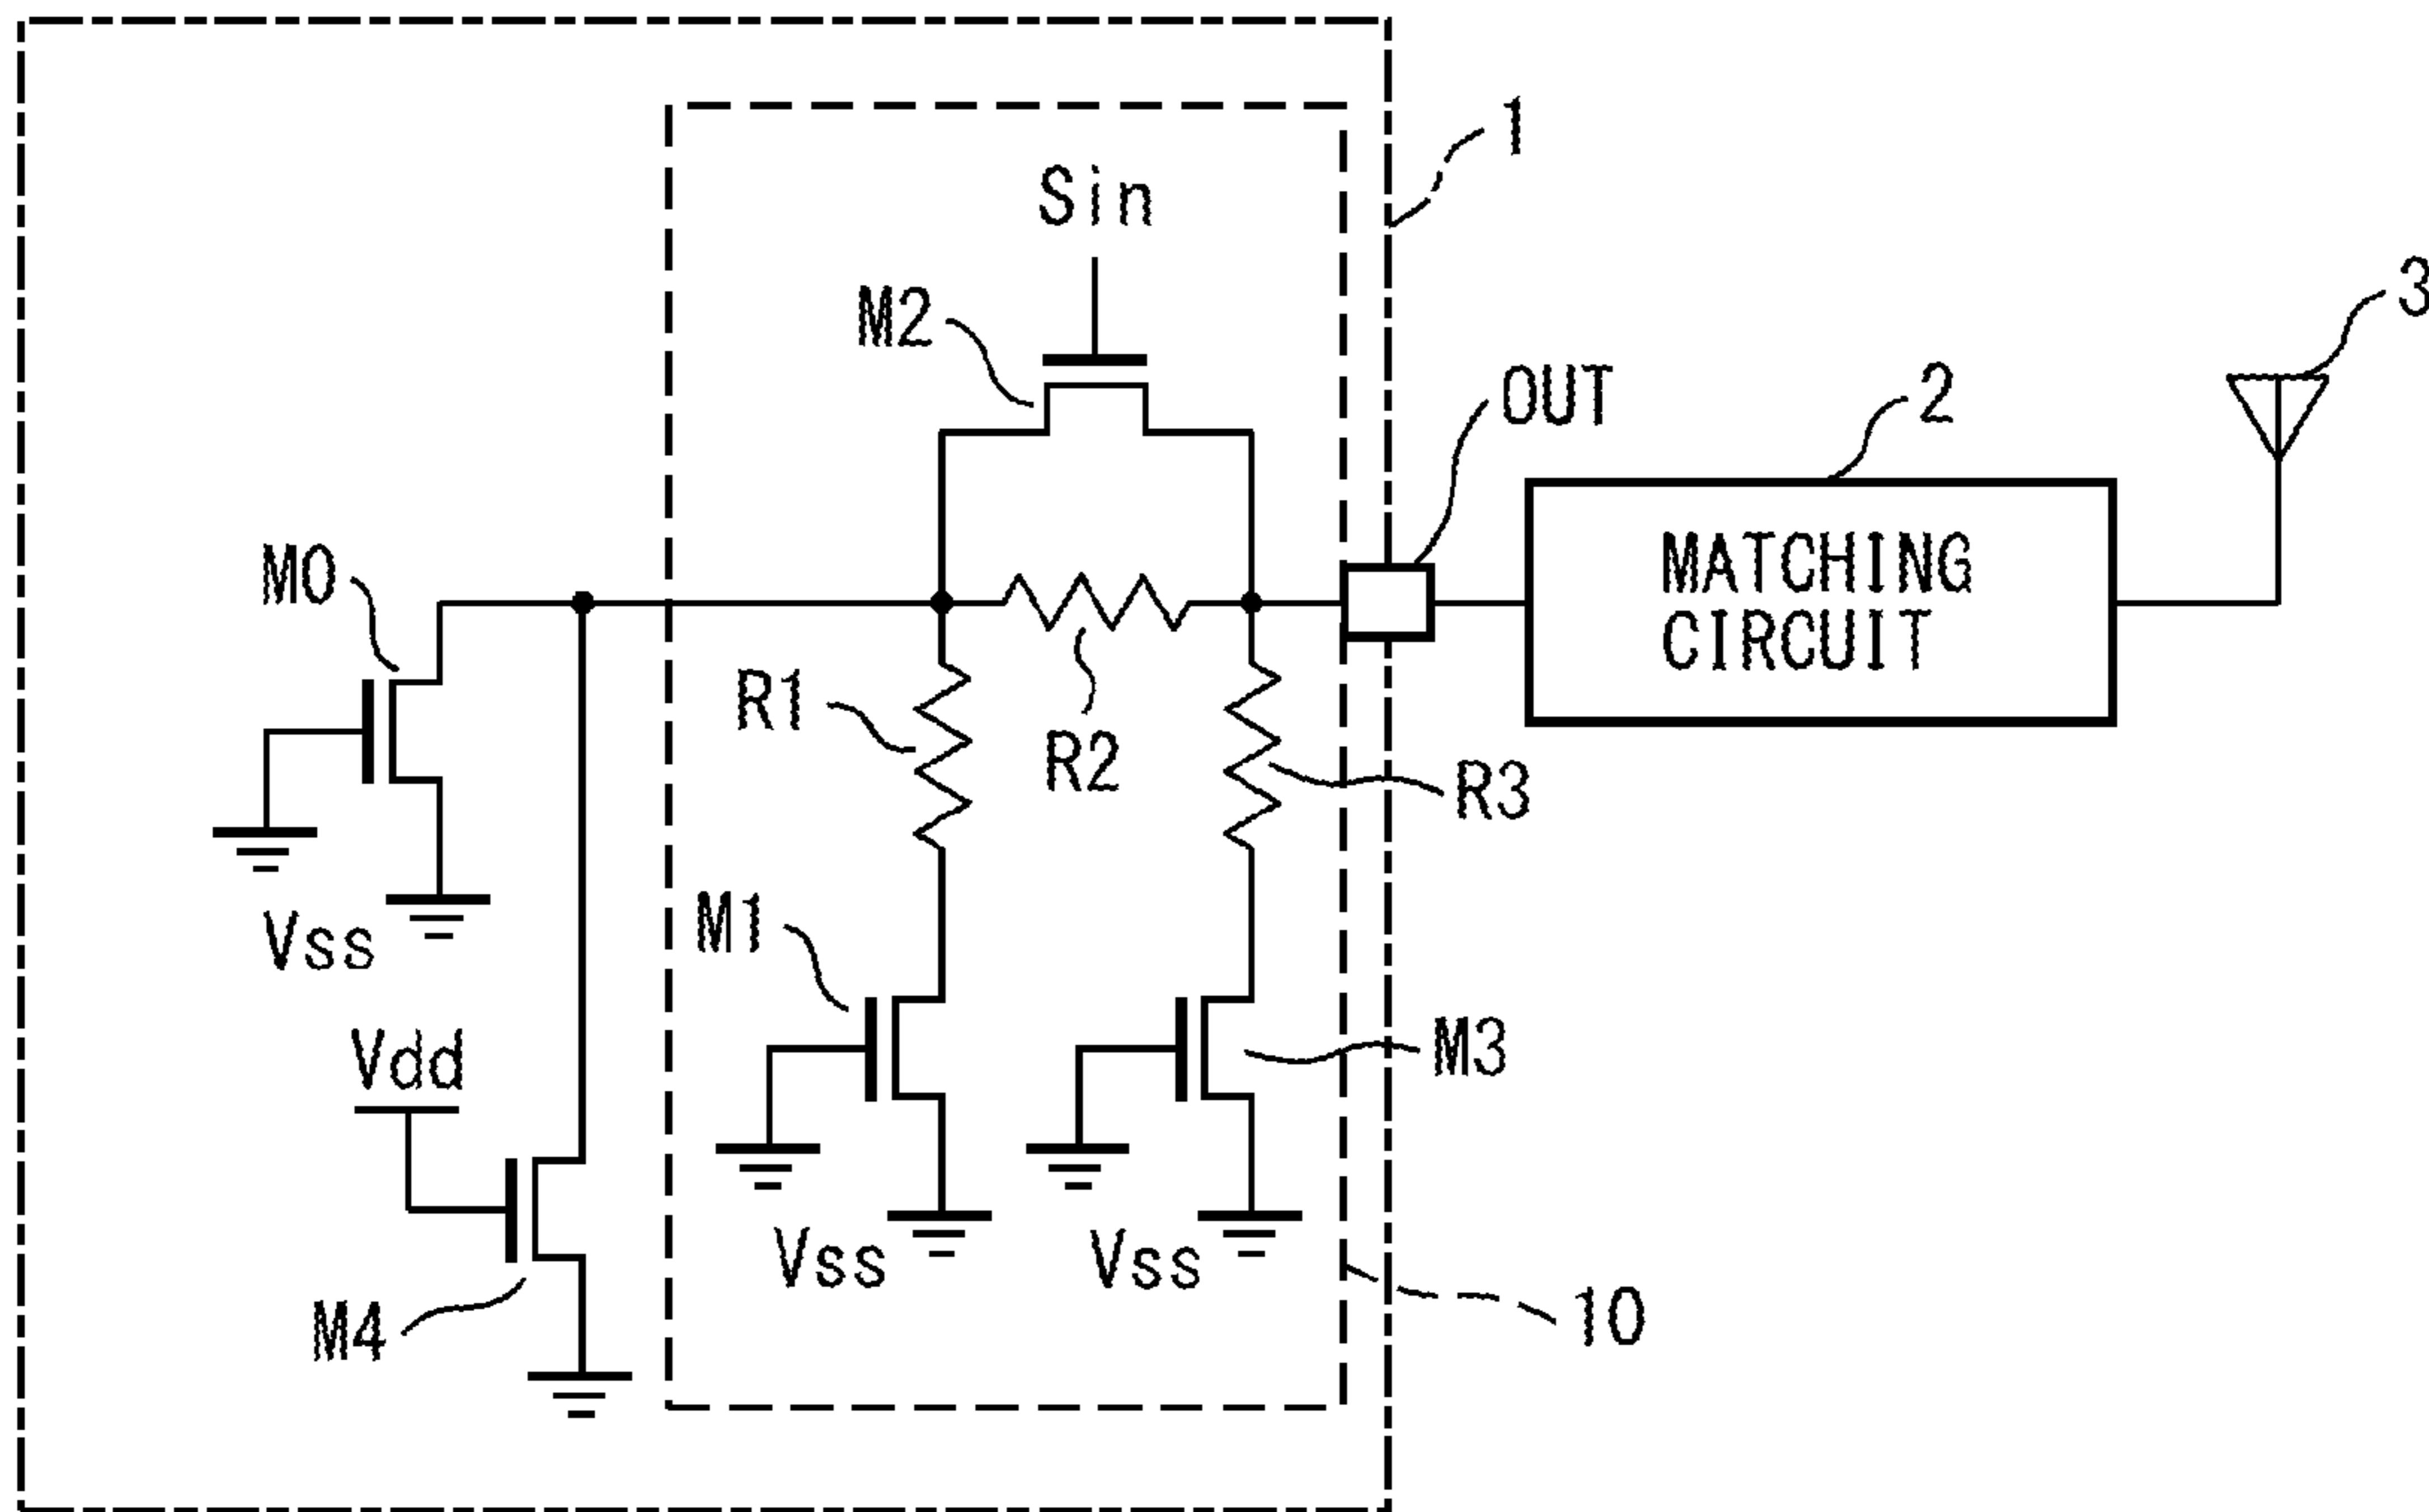 1
Sin
3
M2
OUT
2
M0
MATCHING
CIRCUIT
R1
R2
R3
M1
Vss
M3
Vdd
Vss
Vss
M4
10